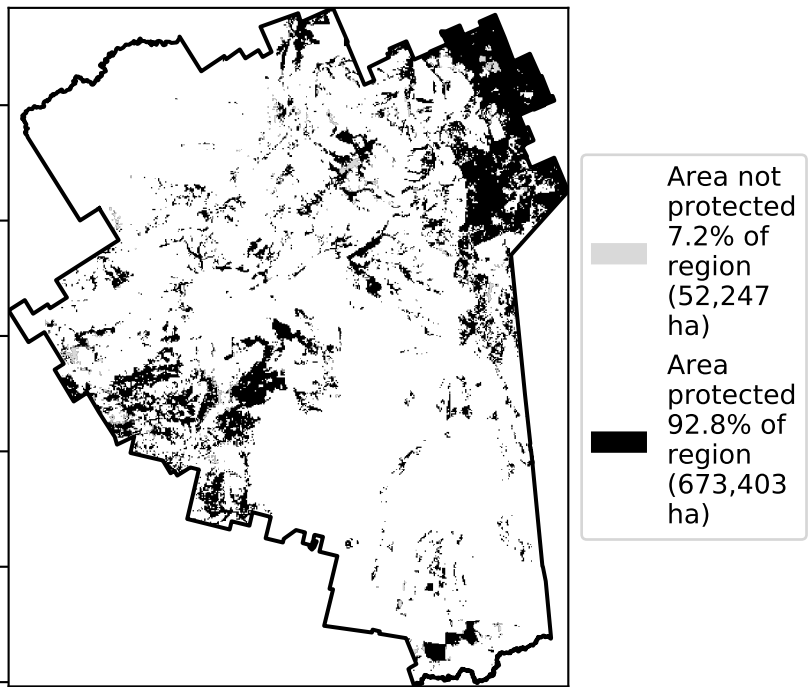 Area not
protected
7.2% of
region
(52,247
ha)
Area
protected
92.8% of
region
(673,403
ha)